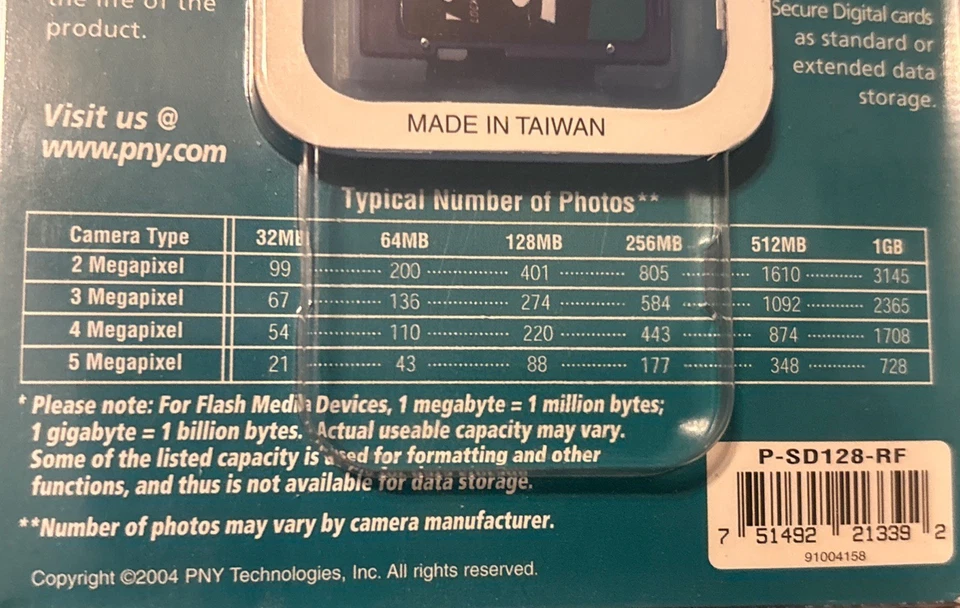 the life of the
product.
Secure Digital cards
as standard or
extended data
storage.
Visit us @
www.pny.com
MADE IN TAIWAN
Typical Number of Photos**
Camera Type 32MB 64MB 128MB 256MB 512MB 1GB
2 Megapixel 99 200 401 805 1610 3145
3 Megapixel 67 136 274 584 1092 2365
4 Megapixel 54 110 220 443 874 1708
5 Megapixel 21 43 88 177 348 728
* Please note: For Flash Media Devices, 1 megabyte = 1 million bytes;
1 gigabyte = 1 billion bytes. Actual useable capacity may vary.
Some of the listed capacity is used for formatting and other
functions, and thus is not available for data storage.
**Number of photos may vary by camera manufacturer.
Copyright ©2004 PNY Technologies, Inc. All rights reserved.
P-SD128-RF
7 51492 21339 2
91004158